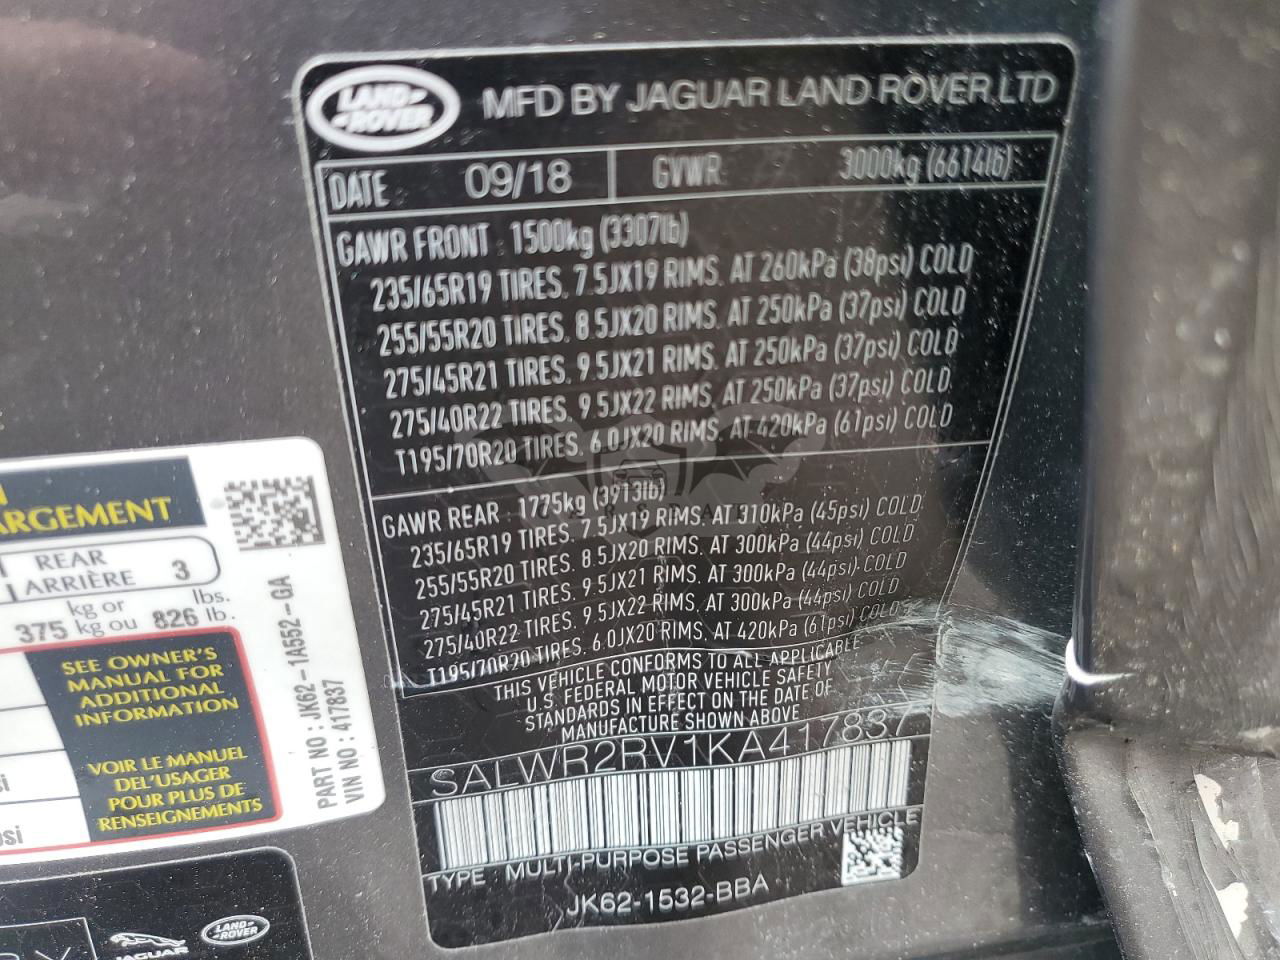 LAND ROVER
MFD BY JAGUAR LAND ROVER LTD
DATE : 09/18 GVWR : 3000kg (6614lb)
GAWR FRONT : 1500kg (3307lb)
235/65R19 TIRES. 7.5JX19 RIMS. AT 260kPa (38psi) COLD
255/55R20 TIRES. 8.5JX20 RIMS. AT 250kPa (37psi) COLD
275/45R21 TIRES. 9.5JX21 RIMS. AT 250kPa (37psi) COLD
275/40R22 TIRES. 9.5JX22 RIMS. AT 250kPa (37psi) COLD
T195/70R20 TIRES. 6.0JX20 RIMS. AT 420kPa (61psi) COLD
GAWR REAR : 1775kg (3913lb)
235/65R19 TIRES. 7.5JX19 RIMS. AT 310kPa (45psi) COLD
255/55R20 TIRES. 8.5JX20 RIMS. AT 300kPa (44psi) COLD
275/45R21 TIRES. 9.5JX21 RIMS. AT 300kPa (44psi) COLD
275/40R22 TIRES. 9.5JX22 RIMS. AT 300kPa (44psi) COLD
T195/70R20 TIRES. 6.0JX20 RIMS. AT 420kPa (61psi) COLD
THIS VEHICLE CONFORMS TO ALL APPLICABLE
U.S. FEDERAL MOTOR VEHICLE SAFETY
STANDARDS IN EFFECT ON THE DATE OF
MANUFACTURE SHOWN ABOVE
SALWR2RV1KA417837
TYPE : MULTI-PURPOSE PASSENGER VEHICLE
JK62-1532-BBA
ARGEMENT
REAR
ARRIÈRE 3
375 kg or kg ou 826 lbs. lb.
SEE OWNER'S
MANUAL FOR
ADDITIONAL
INFORMATION
VOIR LE MANUEL
DEL'USAGER
POUR PLUS DE
RENSEIGNEMENTS
PART NO : JK62-1A552-GA
VIN NO : 417837
JAGUAR
LAND ROVER